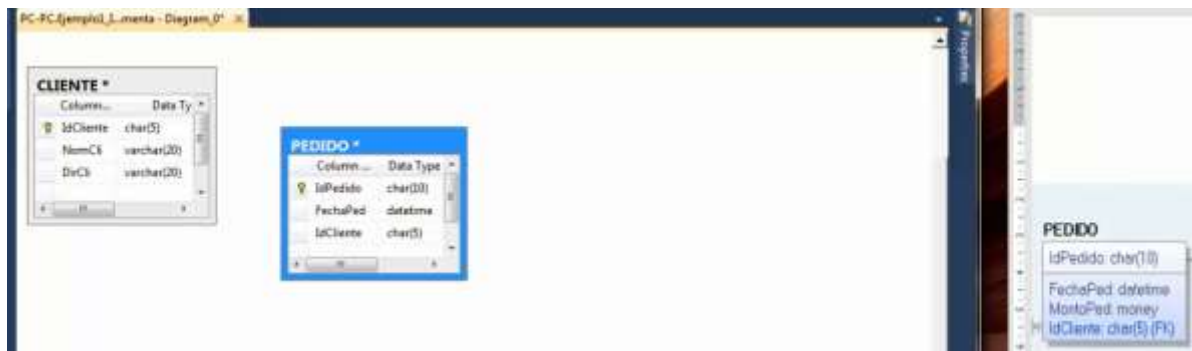 PC-PC.Ejemplo1_1...menta - Diagram_0*
Properties
CLIENTE *
Column... Data Ty
IdCliente char(5)
NomCli varchar(20)
DirCli varchar(20)
PEDIDO *
Column ... Data Type
IdPedido char(10)
FechaPed datetime
IdCliente char(5)
PEDIDO
IdPedido: char(10)
FechaPed: datetime
MontoPed: money
IdCliente: char(5) (FK)